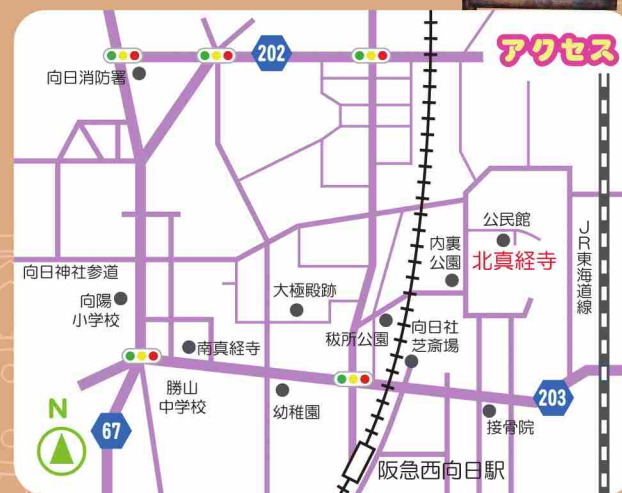 アクセス
202
向日消防署
公民館
北真経寺
内裏
公園
JR東海道線
向日神社参道
向陽
小学校
大極殿跡
秡所公園
向日社
芝斎場
南真経寺
勝山
中学校
幼稚園
203
接骨院
N
67
阪急西向日駅